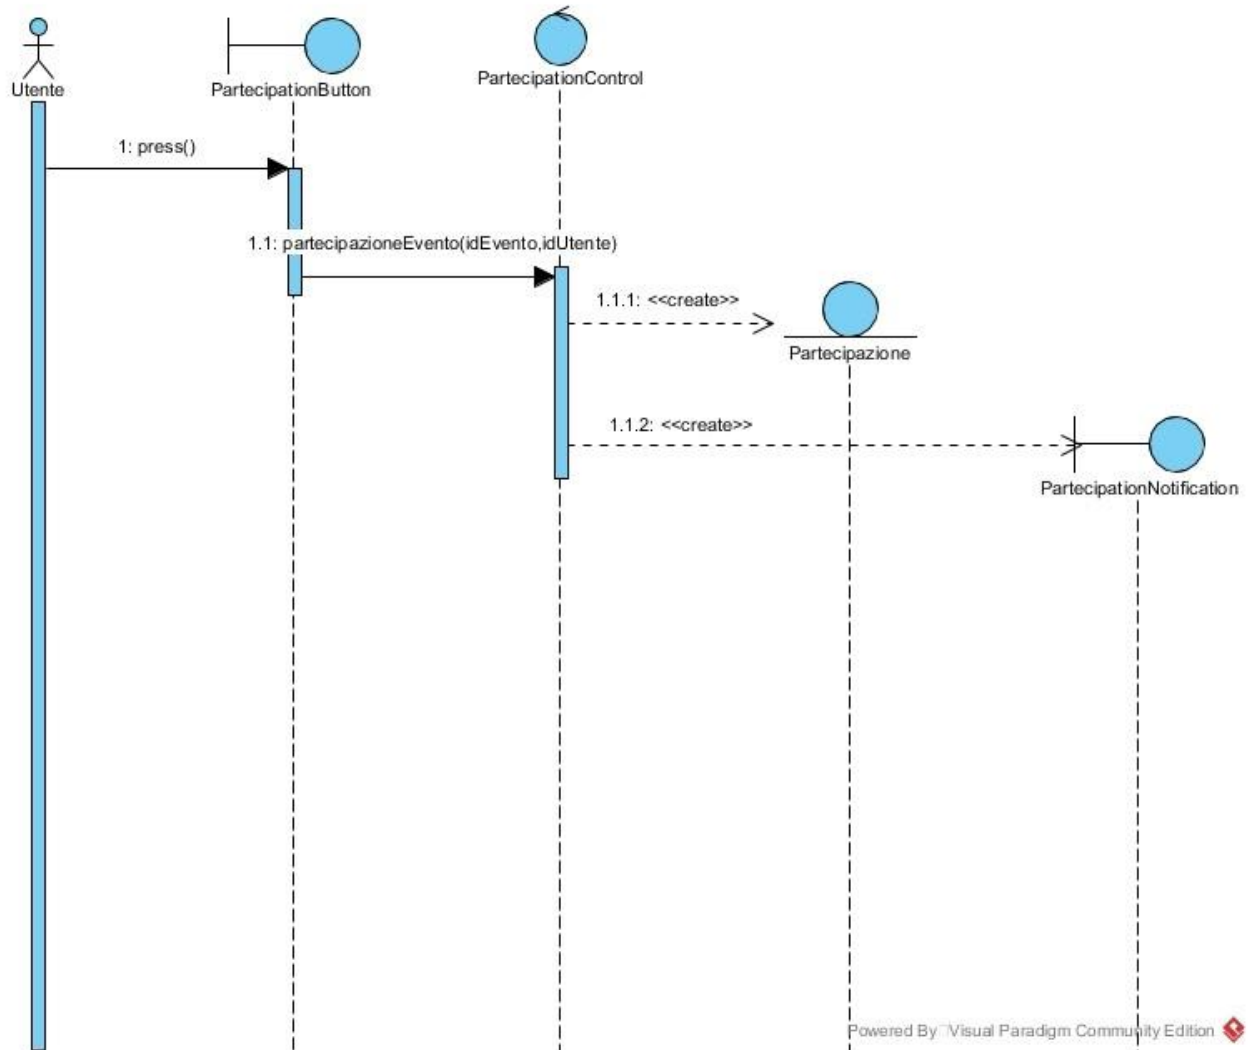 Utente
PartecipationButton
PartecipationControl
1: press()
1.1: partecipazioneEvento(idEvento,idUtente)
1.1.1: <<create>>
Partecipazione
1.1.2: <<create>>
PartecipationNotification
Powered By Visual Paradigm Community Edition